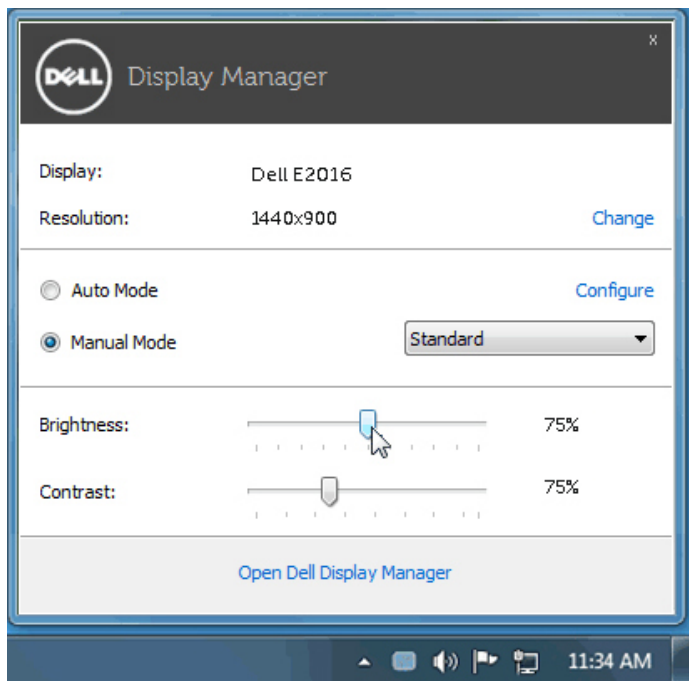 x
DELL Display Manager
Display: Dell E2016
Resolution: 1440x900 Change
Auto Mode Configure
Manual Mode Standard
Brightness: 75%
Contrast: 75%
Open Dell Display Manager
11:34 AM